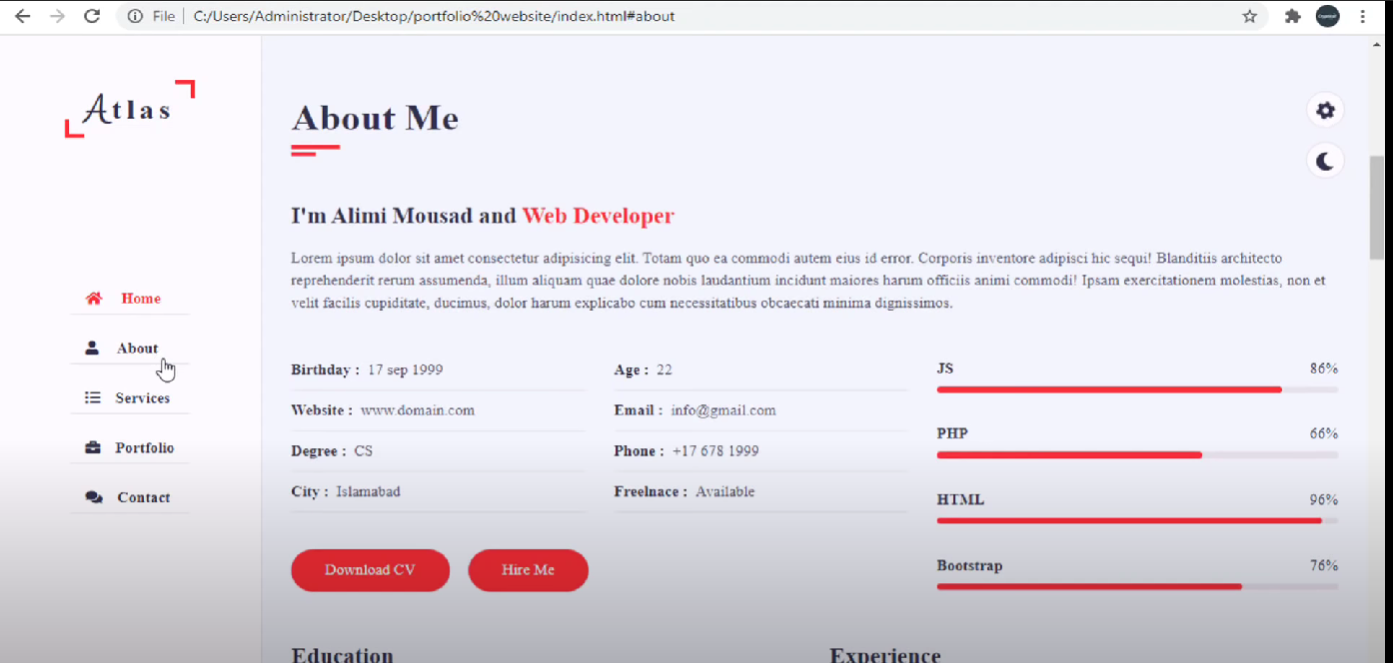 File C:/Users/Administrator/Desktop/portfolio%20website/index.html#about
Atlas
Home
About
Services
Portfolio
Contact
About Me
I'm Alimi Mousad and Web Developer
Lorem ipsum dolor sit amet consectetur adipisicing elit. Totam quo ea commodi autem eius id error. Corporis inventore adipisci hic sequi! Blanditiis architecto
reprehenderit rerum assumenda, illum aliquam quae dolore nobis laudantium incidunt maiores harum officiis animi commodi! Ipsam exercitationem molestias, non et
velit facilis cupiditate, ducimus, dolor harum explicabo cum necessitatibus obcaecati minima dignissimos.
Birthday : 17 sep 1999
Age : 22
Website : www.domain.com
Email : info@gmail.com
Degree : CS
Phone : +17 678 1999
City : Islamabad
Freelnace : Available
Download CV
Hire Me
JS 86%
PHP 66%
HTML 96%
Bootstrap 76%
Education
Experience